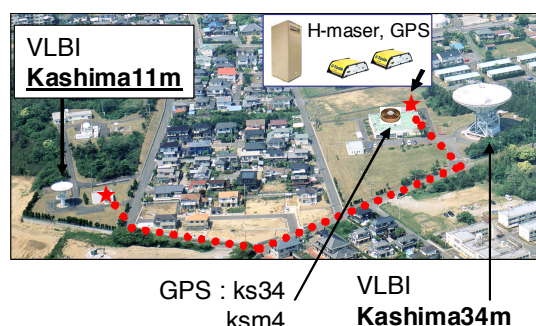 VLBI
Kashima11m
H-maser, GPS
GPS : ks34
ksm4
VLBI
Kashima34m